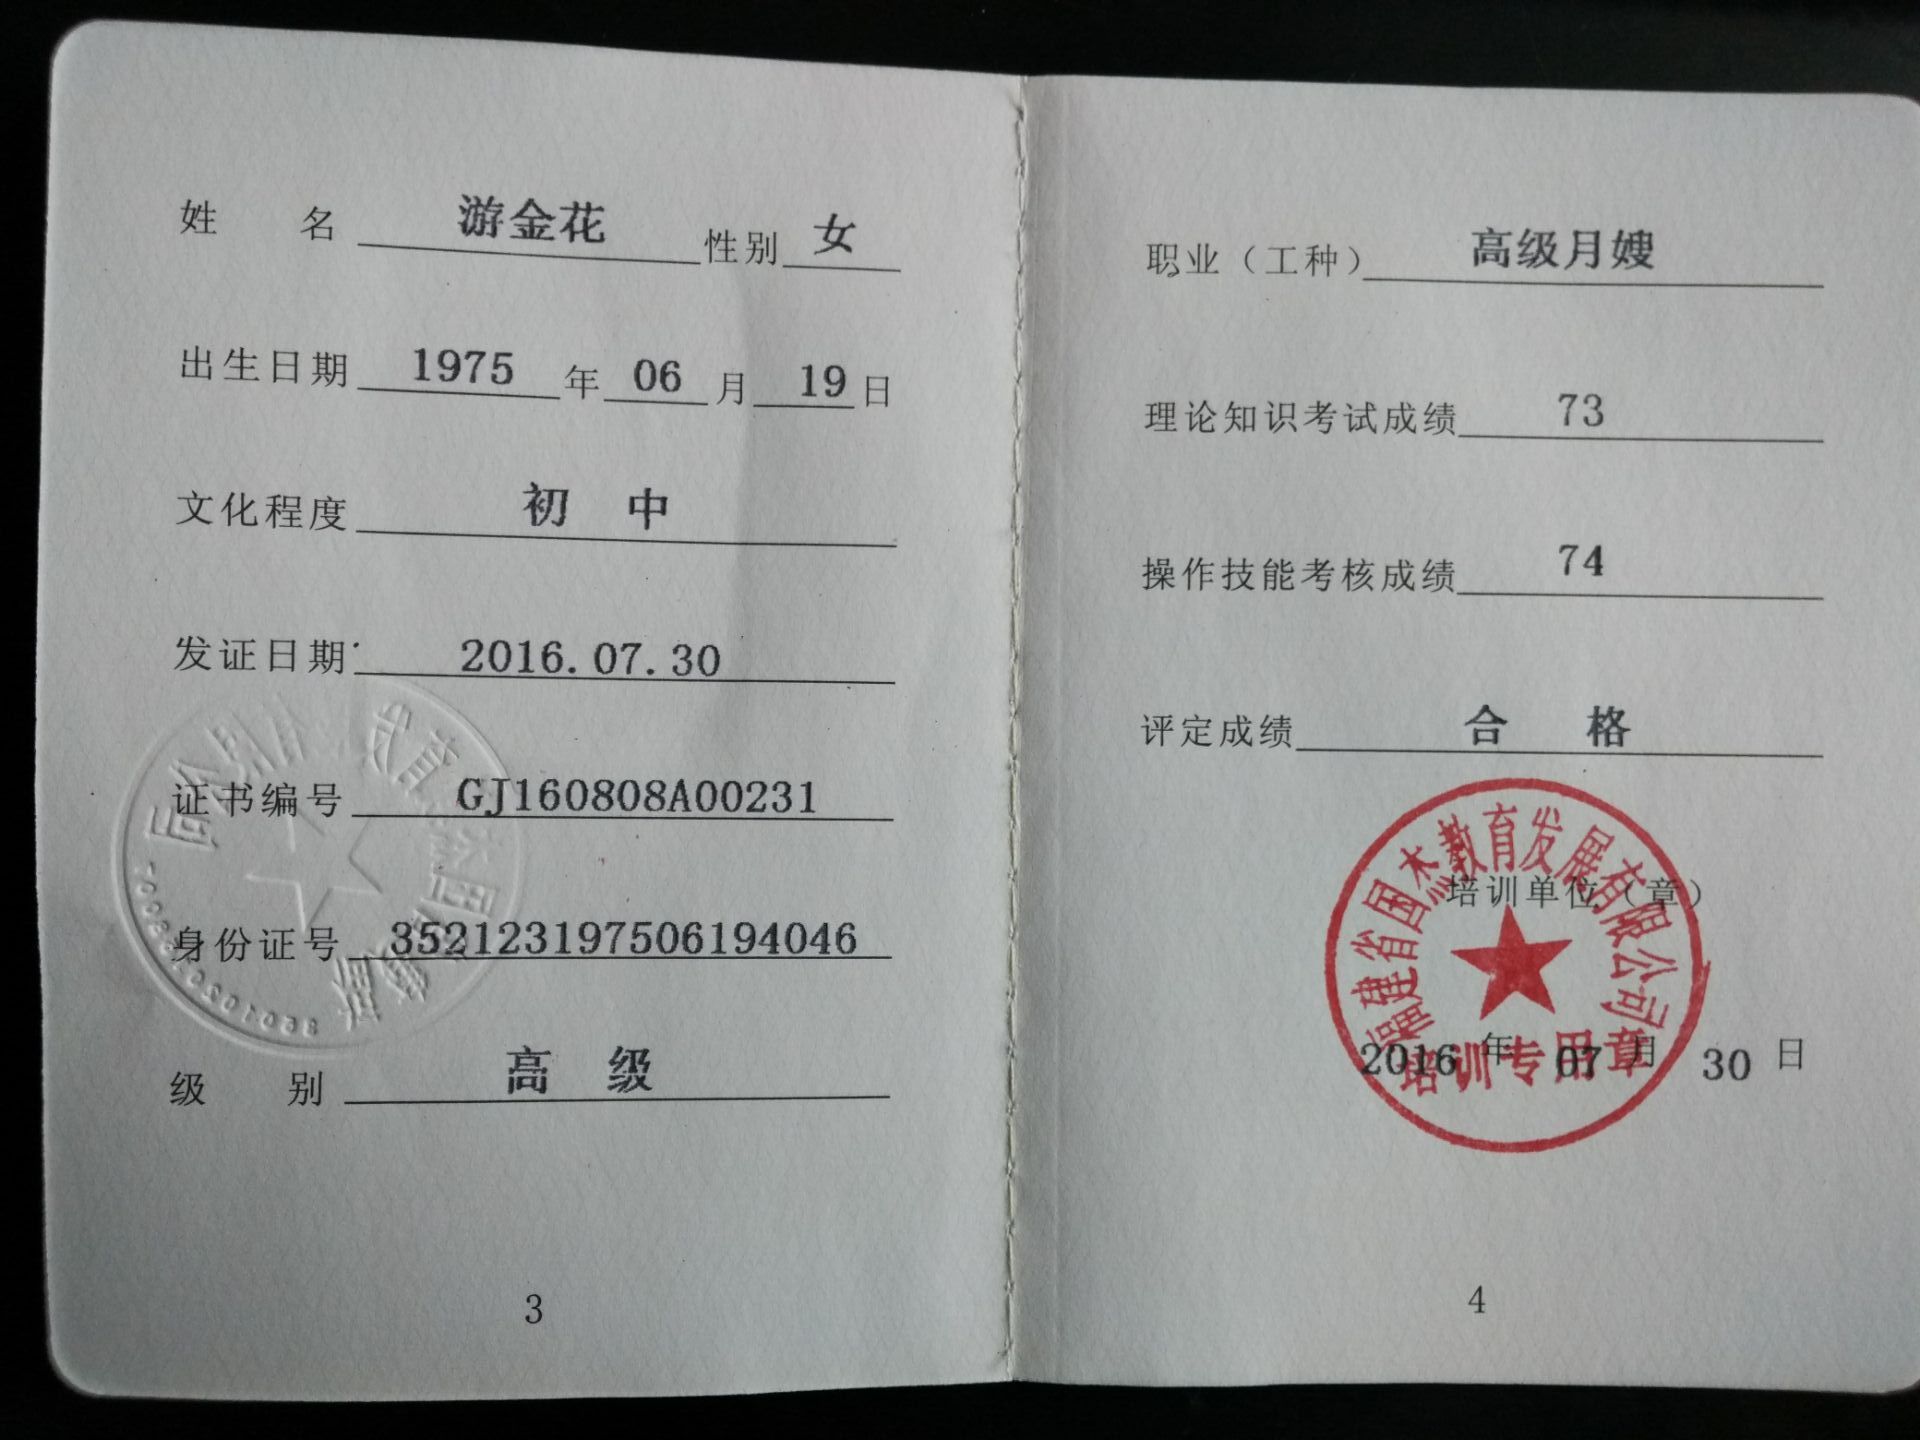 姓 名 游金花 性别 女
出生日期 1975 年 06 月 19 日
文化程度 初 中
发证日期 2016.07.30
证书编号 GJ160808A00231
身份证号 352123197506194046
级 别 高 级
3
职业（工种） 高级月嫂
理论知识考试成绩 73
操作技能考核成绩 74
评定成绩 合 格
福建省国杰教育发展有限公司
培训单位（章）
2016 年 07 月 30 日
培训专用章
4